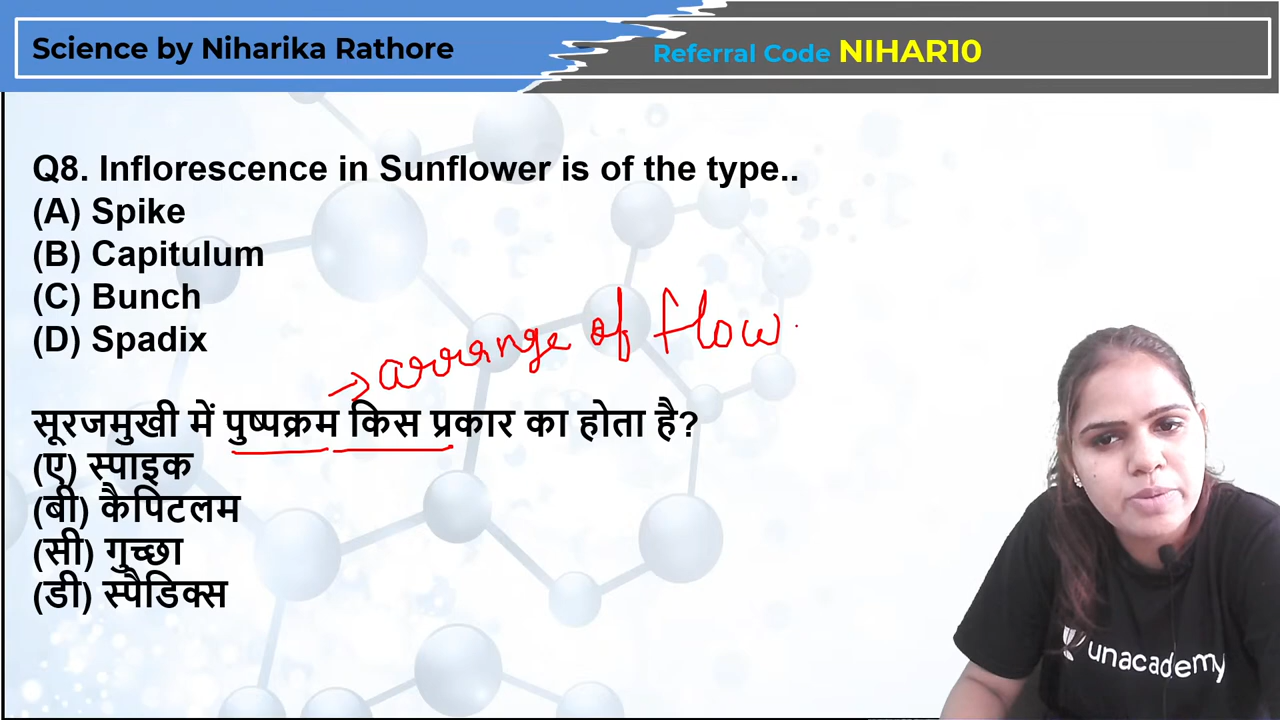 Science by Niharika Rathore
Referral Code NIHAR10
Q8. Inflorescence in Sunflower is of the type..
(A) Spike
(B) Capitulum
(C) Bunch
(D) Spadix
→ arrange of flow
सूरजमुखी में पुष्पक्रम किस प्रकार का होता है?
(ए) स्पाइक
(बी) कैपिटलम
(सी) गुच्छा
(डी) स्पैडिक्स
unacademy